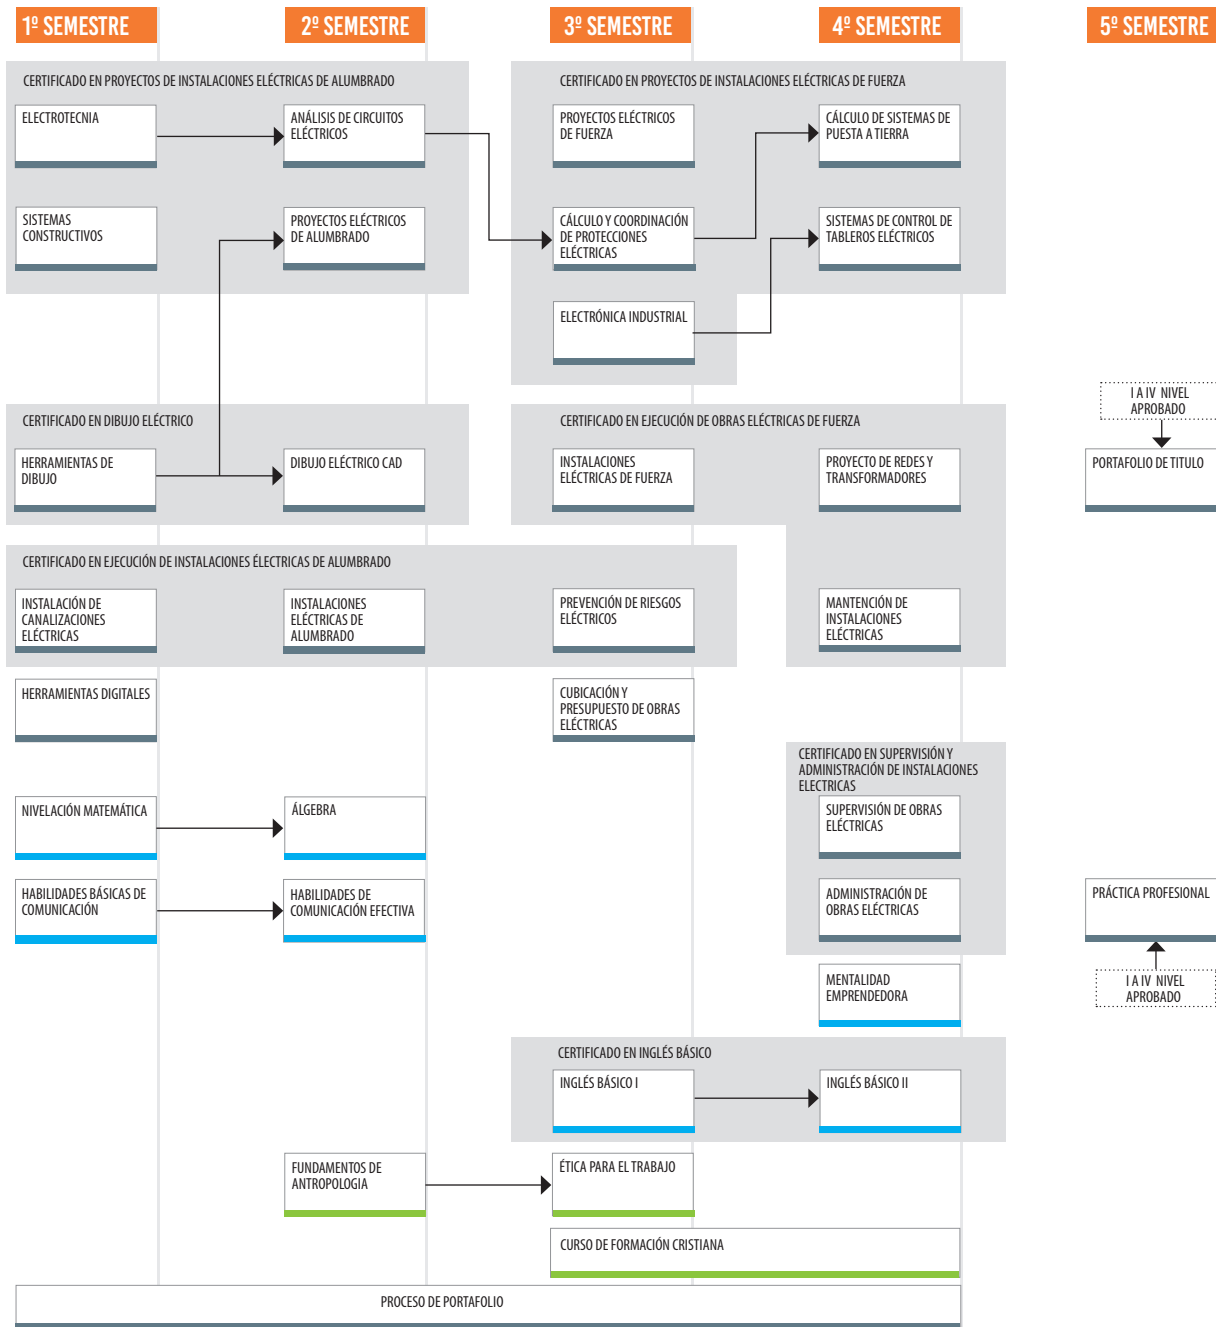 1º SEMESTRE
2º SEMESTRE
3º SEMESTRE
4º SEMESTRE
5º SEMESTRE
CERTIFICADO EN PROYECTOS DE INSTALACIONES ELÉCTRICAS DE ALUMBRADO
CERTIFICADO EN PROYECTOS DE INSTALACIONES ELÉCTRICAS DE FUERZA
ELECTROTECNIA
ANÁLISIS DE CIRCUITOS
ELÉCTRICOS
PROYECTOS ELÉCTRICOS
DE FUERZA
CÁLCULO DE SISTEMAS DE
PUESTA A TIERRA
SISTEMAS
CONSTRUCTIVOS
PROYECTOS ELÉCTRICOS
DE ALUMBRADO
CÁLCULO Y COORDINACIÓN
DE PROTECCIONES
ELÉCTRICAS
SISTEMAS DE CONTROL DE
TABLEROS ELÉCTRICOS
ELECTRÓNICA INDUSTRIAL
I A IV NIVEL
APROBADO
CERTIFICADO EN DIBUJO ELÉCTRICO
CERTIFICADO EN EJECUCIÓN DE OBRAS ELÉCTRICAS DE FUERZA
HERRAMIENTAS DE
DIBUJO
DIBUJO ELÉCTRICO CAD
INSTALACIONES
ELÉCTRICAS DE FUERZA
PROYECTO DE REDES Y
TRANSFORMADORES
PORTAFOLIO DE TITULO
CERTIFICADO EN EJECUCIÓN DE INSTALACIONES ÉLECTRICAS DE ALUMBRADO
INSTALACIÓN DE
CANALIZACIONES
ELÉCTRICAS
INSTALACIONES
ELÉCTRICAS DE
ALUMBRADO
PREVENCIÓN DE RIESGOS
ELÉCTRICOS
MANTENCIÓN DE
INSTALACIONES
ELÉCTRICAS
HERRAMIENTAS DIGITALES
CUBICACIÓN Y
PRESUPUESTO DE OBRAS
ELÉCTRICAS
CERTIFICADO EN SUPERVISIÓN Y
ADMINISTRACIÓN DE INSTALACIONES
ELECTRICAS
NIVELACIÓN MATEMÁTICA
ÁLGEBRA
SUPERVISIÓN DE OBRAS
ELÉCTRICAS
HABILIDADES BÁSICAS DE
COMUNICACIÓN
HABILIDADES DE
COMUNICACIÓN EFECTIVA
ADMINISTRACIÓN DE
OBRAS ELÉCTRICAS
PRÁCTICA PROFESIONAL
MENTALIDAD
EMPRENDEDORA
I A IV NIVEL
APROBADO
CERTIFICADO EN INGLÉS BÁSICO
INGLÉS BÁSICO I
INGLÉS BÁSICO II
FUNDAMENTOS DE
ANTROPOLOGIA
ÉTICA PARA EL TRABAJO
CURSO DE FORMACIÓN CRISTIANA
PROCESO DE PORTAFOLIO